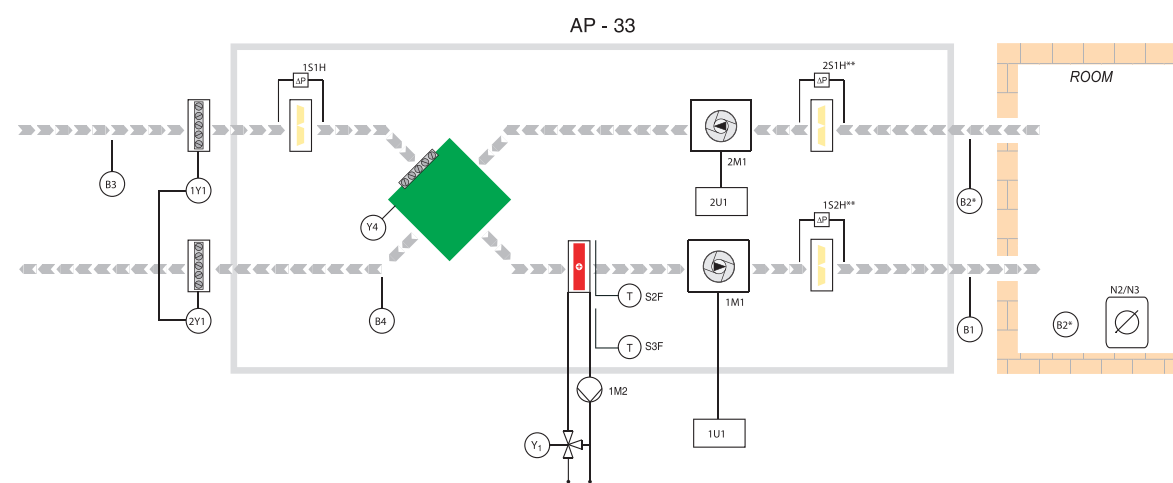 AP - 33
1S1H
ΔP
2S1H**
ΔP
ROOM
2M1
B3
1Y1
2U1
B2*
Y4
1S2H**
ΔP
N2/N3
T S2F
1M1
2Y1
B4
B1
B2*
T S3F
1M2
1U1
Y1